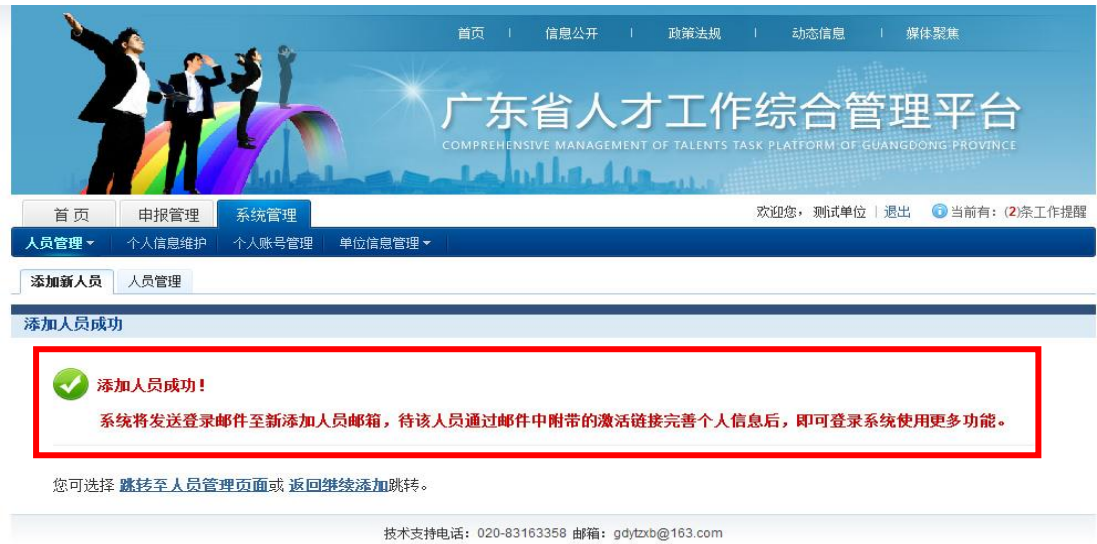 首页 | 信息公开 | 政策法规 | 动态信息 | 媒体聚焦
广东省人才工作综合管理平台
COMPREHENSIVE MANAGEMENT OF TALENTS TASK PLATFORM OF GUANGDONG PROVINCE
首 页 申报管理 系统管理 欢迎您，测试单位 | 退出 当前有：(2)条工作提醒
人员管理 个人信息维护 个人账号管理 单位信息管理
添加新人员 人员管理
添加人员成功
添加人员成功！
系统将发送登录邮件至新添加人员邮箱，待该人员通过邮件中附带的激活链接完善个人信息后，即可登录系统使用更多功能。
您可选择 跳转至人员管理页面或 返回继续添加跳转。
技术支持电话：020-83163358 邮箱：gdytzxb@163.com